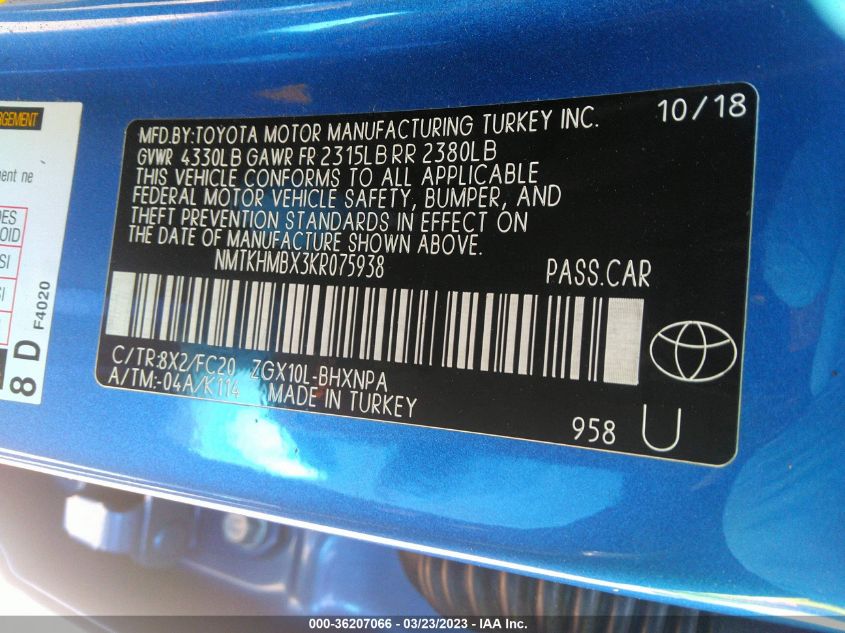 10/18
MFD.BY:TOYOTA MOTOR MANUFACTURING TURKEY INC.
GVWR 4330LB GAWR FR 2315LB RR 2380LB
THIS VEHICLE CONFORMS TO ALL APPLICABLE
FEDERAL MOTOR VEHICLE SAFETY, BUMPER, AND
THEFT PREVENTION STANDARDS IN EFFECT ON
THE DATE OF MANUFACTURE SHOWN ABOVE.
NMTKHMBX3KR075938 PASS.CAR
C/TR:8X2/FC20 ZGX10L-BHXNPA
A/TM:-04A/K114 MADE IN TURKEY
958 U
ment ne
8 D F4020
000-36207066 — 03/23/2023 — IAA Inc.